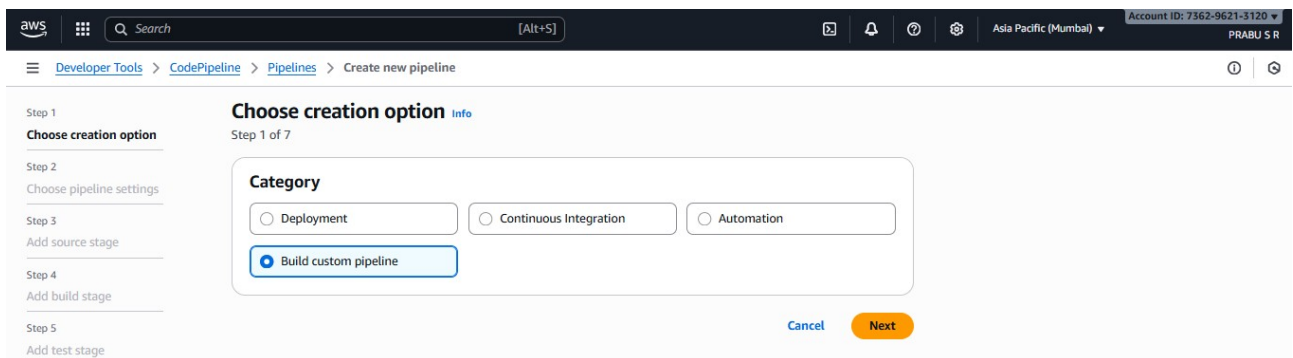 aws
Search [Alt+S]
Asia Pacific (Mumbai) ▼
Account ID: 7362-9621-3120 ▼
PRABU S R
Developer Tools > CodePipeline > Pipelines > Create new pipeline
Step 1
Choose creation option
Step 2
Choose pipeline settings
Step 3
Add source stage
Step 4
Add build stage
Step 5
Add test stage
Choose creation option Info
Step 1 of 7
Category
Deployment
Continuous Integration
Automation
Build custom pipeline
Cancel
Next